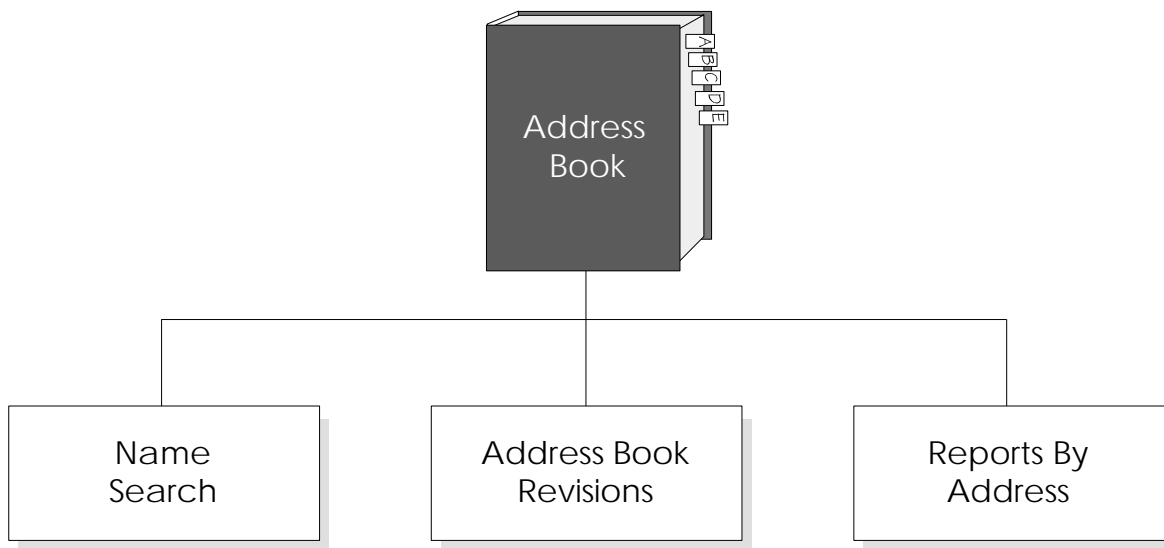 Address
Book
A
B
C
D
E
Name
Search
Address Book
Revisions
Reports By
Address